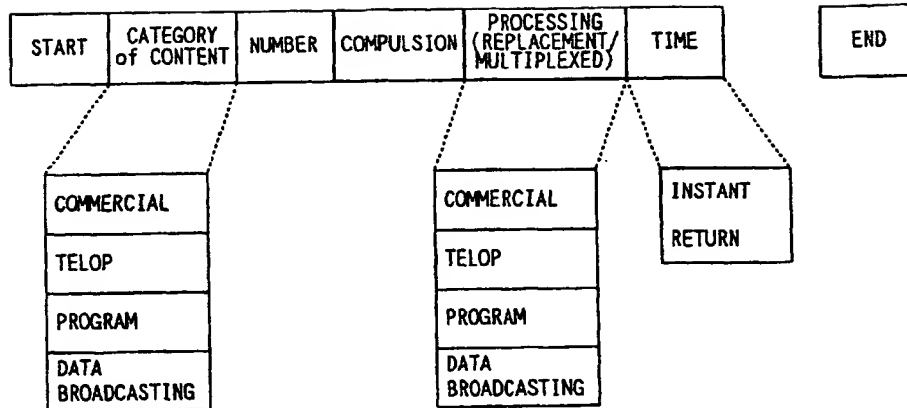 START
CATEGORY
of CONTENT
NUMBER
COMPULSION
PROCESSING
(REPLACEMENT/
MULTIPLEXED)
TIME
END
COMMERCIAL
TELOP
PROGRAM
DATA
BROADCASTING
COMMERCIAL
TELOP
PROGRAM
DATA
BROADCASTING
INSTANT
RETURN